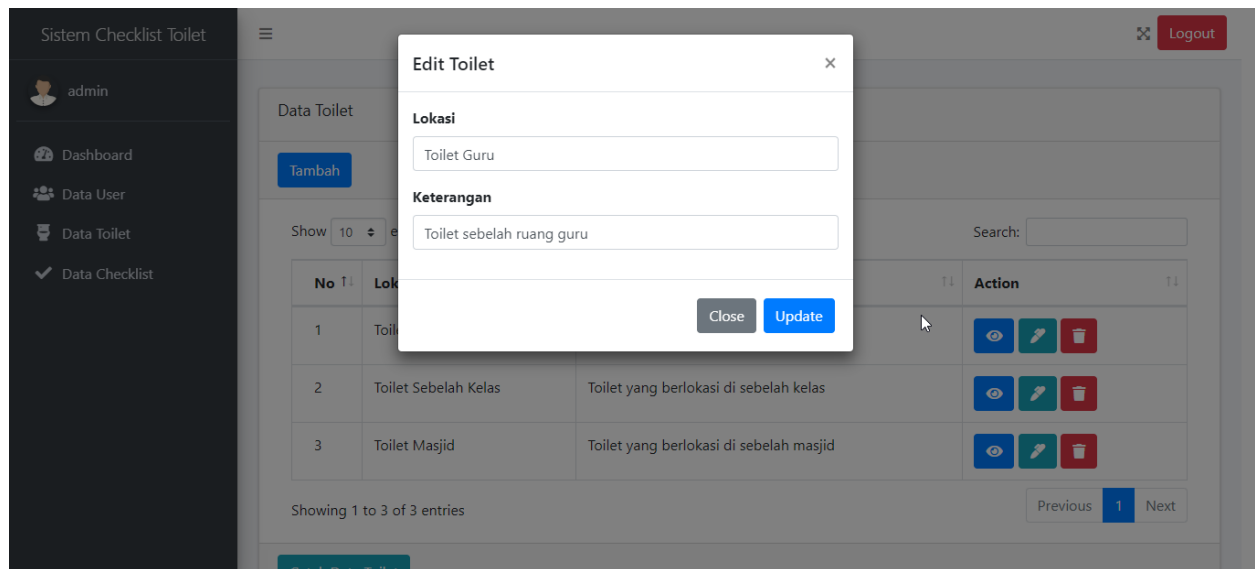 Sistem Checklist Toilet
Logout
admin
Dashboard
Data User
Data Toilet
Data Checklist
Edit Toilet
×
Lokasi
Toilet Guru
Keterangan
Toilet sebelah ruang guru
Close Update
Data Toilet
Tambah
Show 10
Search:
No Action
1
2 Toilet Sebelah Kelas Toilet yang berlokasi di sebelah kelas
3 Toilet Masjid Toilet yang berlokasi di sebelah masjid
Showing 1 to 3 of 3 entries
Previous 1 Next